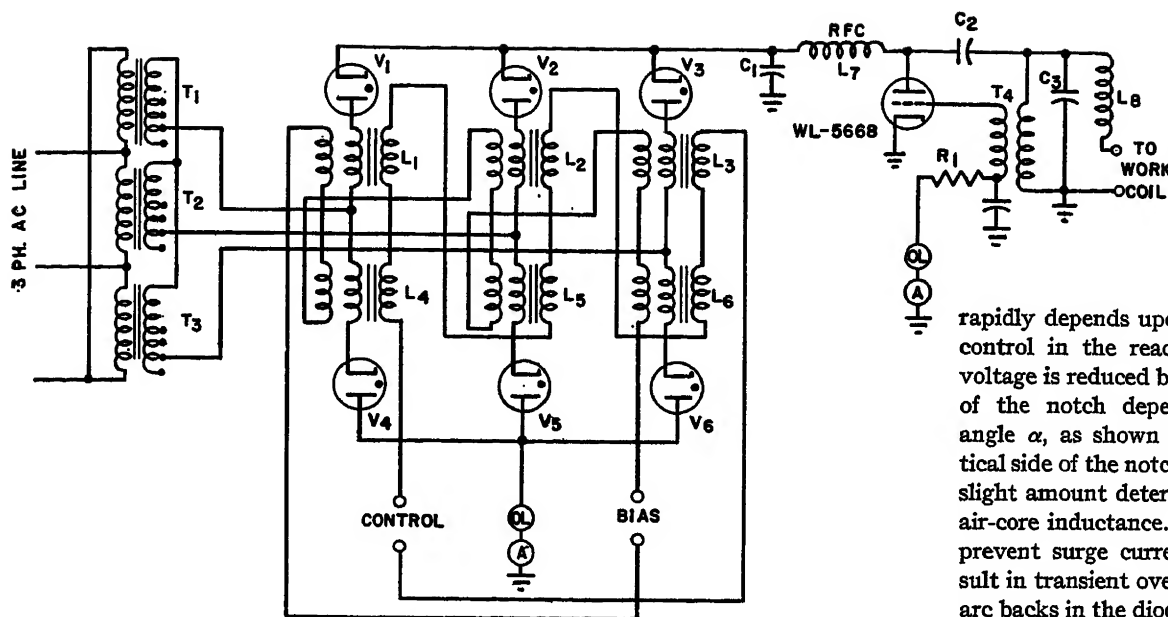 3 PH. AC LINE
T1
T2
T3
V1
V2
V3
L1
L2
L3
L4
L5
L6
V4
V5
V6
CONTROL
BIAS
OL
A
C1
RFC
L7
C2
WL-5668
T4
C3
L8
R1
TO
WORK
COIL
OL
A
rapidly depends upo
control in the reac
voltage is reduced b
of the notch depe
angle α, as shown
tical side of the notc
slight amount deter
air-core inductance.
prevent surge curre
sult in transient ove
arc backs in the diod